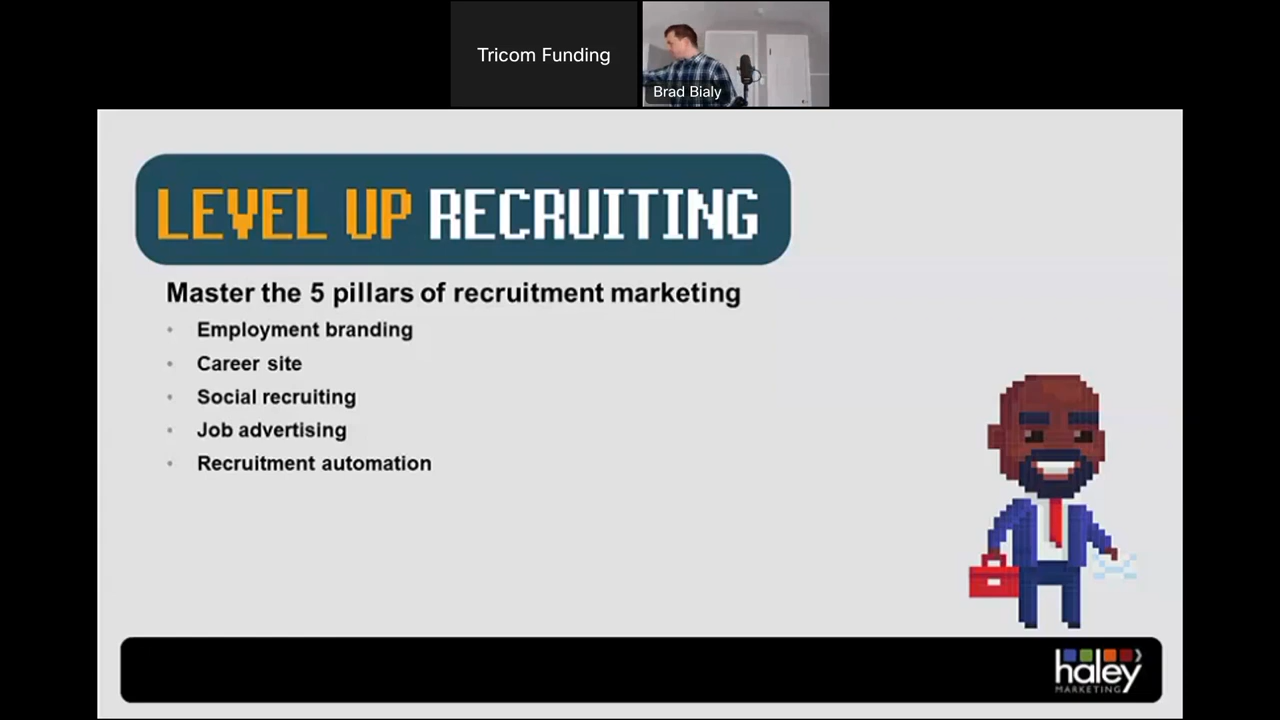 Tricom Funding
Brad Bialy
LEVEL UP RECRUITING
Master the 5 pillars of recruitment marketing
• Employment branding
• Career site
• Social recruiting
• Job advertising
• Recruitment automation
haley
MARKETING